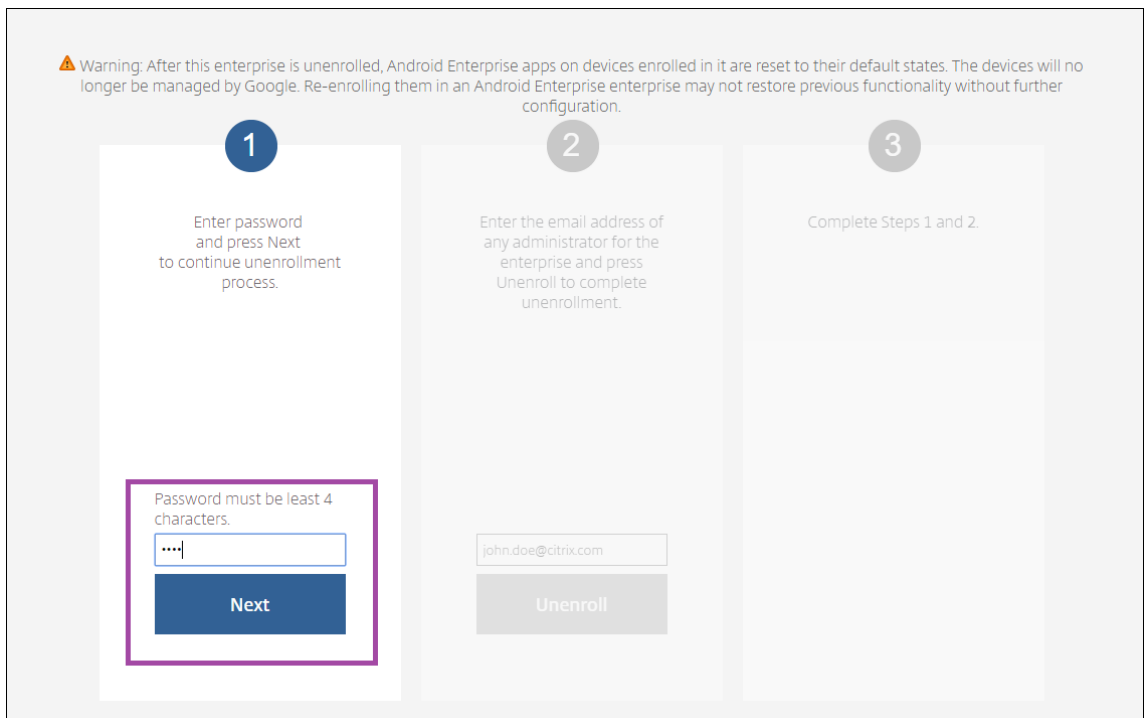 Warning: After this enterprise is unenrolled, Android Enterprise apps on devices enrolled in it are reset to their default states. The devices will no
longer be managed by Google. Re-enrolling them in an Android Enterprise enterprise may not restore previous functionality without further
configuration.
1
Enter password
and press Next
to continue unenrollment
process.
Password must be least 4
characters.
••••
Next
2
Enter the email address of
any administrator for the
enterprise and press
Unenroll to complete
unenrollment.
john.doe@citrix.com
Unenroll
3
Complete Steps 1 and 2.